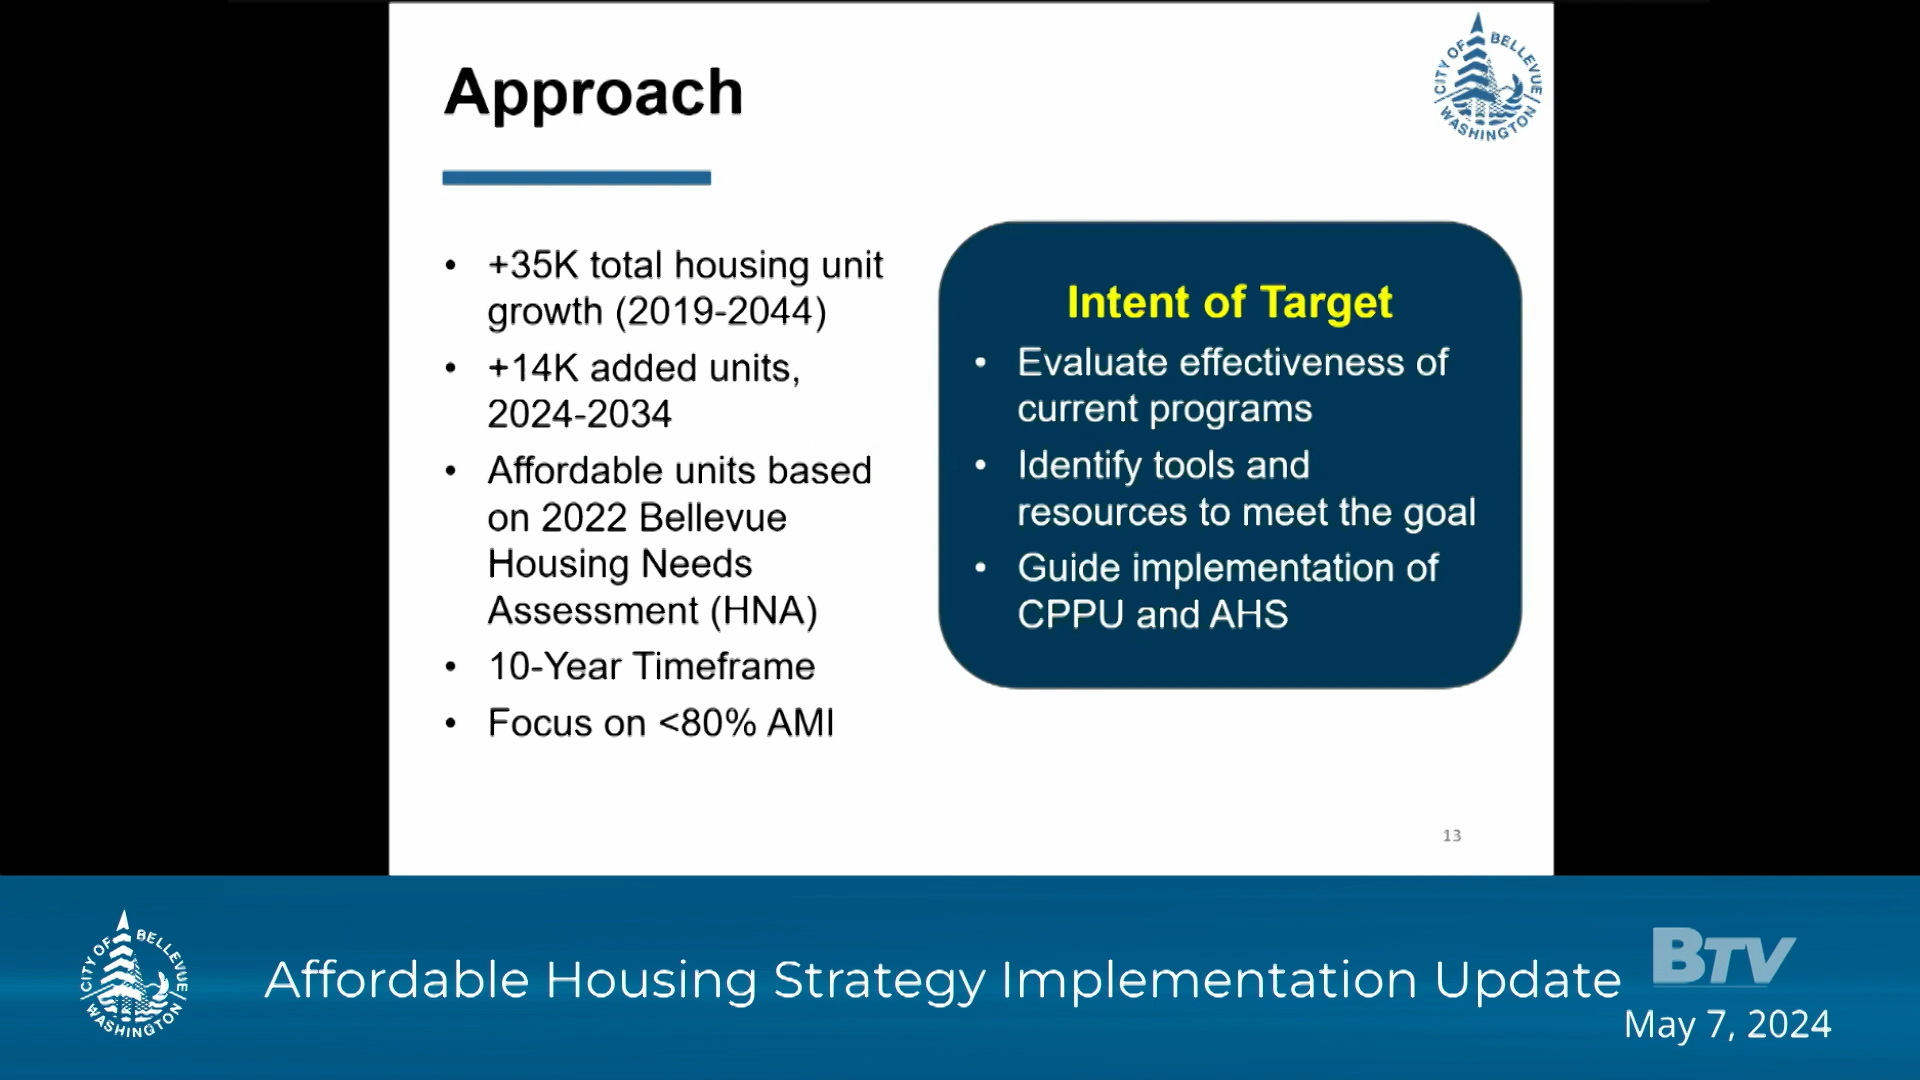 Approach
CITY OF BELLEVUE
WASHINGTON
• +35K total housing unit
growth (2019-2044)
• +14K added units,
2024-2034
• Affordable units based
on 2022 Bellevue
Housing Needs
Assessment (HNA)
• 10-Year Timeframe
• Focus on <80% AMI
Intent of Target
• Evaluate effectiveness of
current programs
• Identify tools and
resources to meet the goal
• Guide implementation of
CPPU and AHS
13
CITY OF BELLEVUE
WASHINGTON
Affordable Housing Strategy Implementation Update
BTV
May 7, 2024